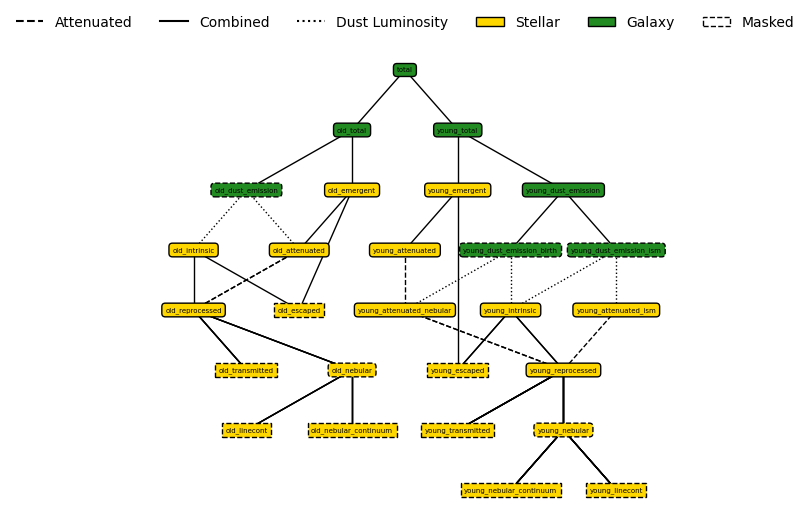 Attenuated Combined Dust Luminosity Stellar Galaxy Masked
total
old_total young_total
old_dust_emission old_emergent young_emergent young_dust_emission
old_intrinsic old_attenuated young_attenuated young_dust_emission_birth young_dust_emission_ism
old_reprocessed old_escaped young_attenuated_nebular young_intrinsic young_attenuated_ism
old_transmitted old_nebular young_escaped young_reprocessed
old_linecont old_nebular_continuum young_transmitted young_nebular
young_nebular_continuum young_linecont